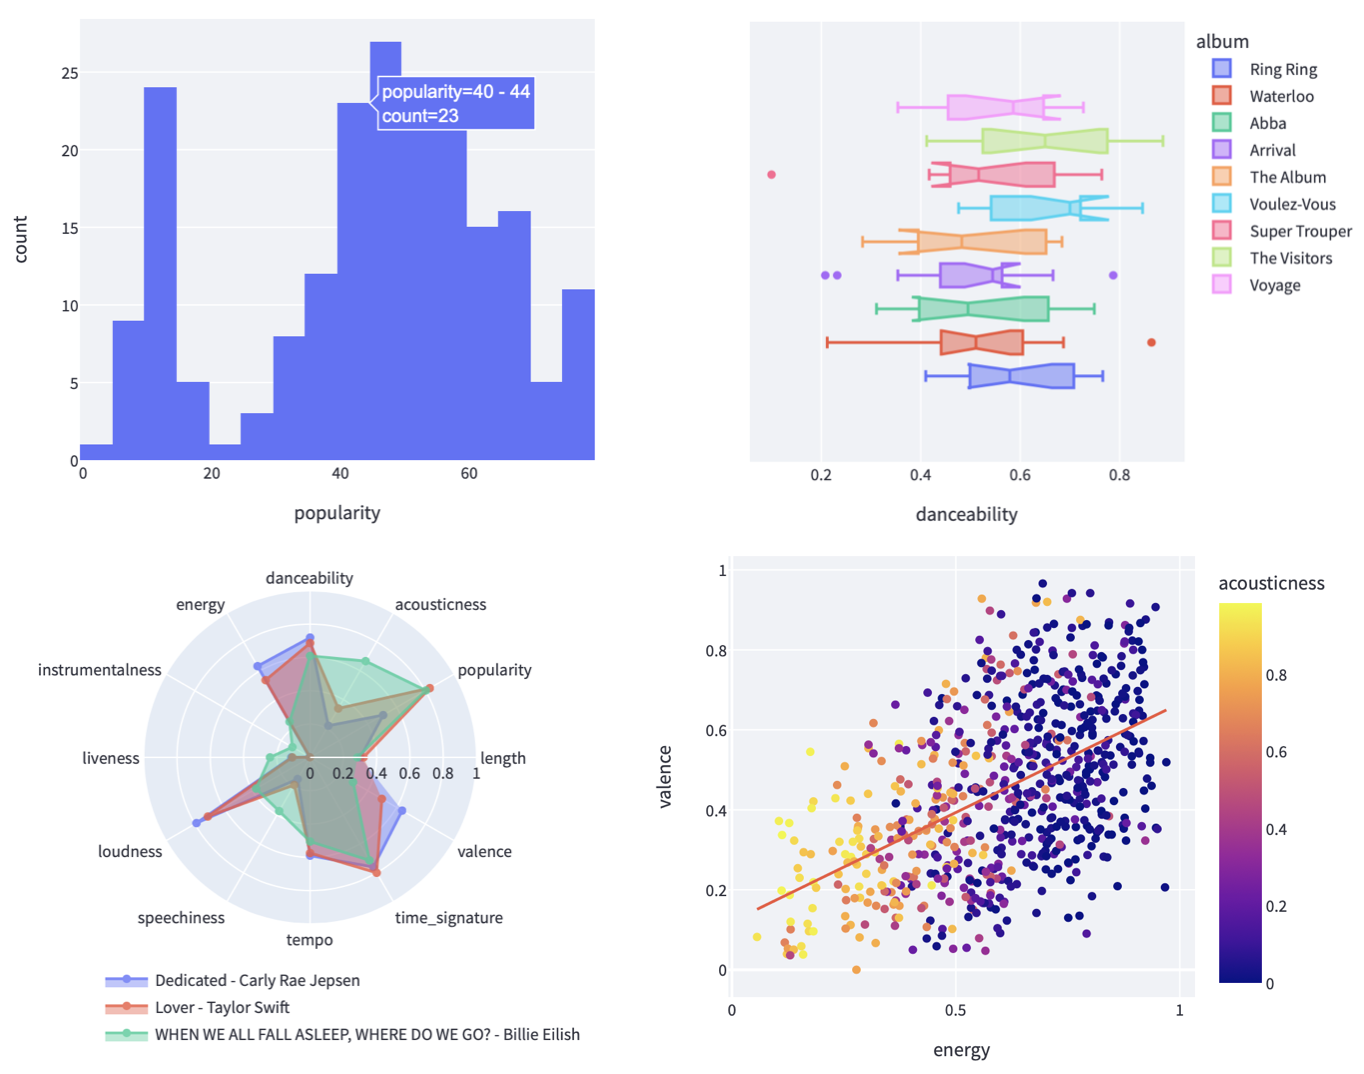 25
20
15
10
5
0
count
popularity=40 - 44
count=23
0
20
40
60
popularity
album
Ring Ring
Waterloo
Abba
Arrival
The Album
Voulez-Vous
Super Trouper
The Visitors
Voyage
0.2
0.4
0.6
0.8
danceability
danceability
energy
acousticness
instrumentalness
popularity
liveness
length
0
0.2
0.4
0.6
0.8
1
loudness
valence
speechiness
time_signature
tempo
Dedicated - Carly Rae Jepsen
Lover - Taylor Swift
WHEN WE ALL FALL ASLEEP, WHERE DO WE GO? - Billie Eilish
1
0.8
0.6
0.4
0.2
0
valence
0
0.5
1
energy
acousticness
0.8
0.6
0.4
0.2
0